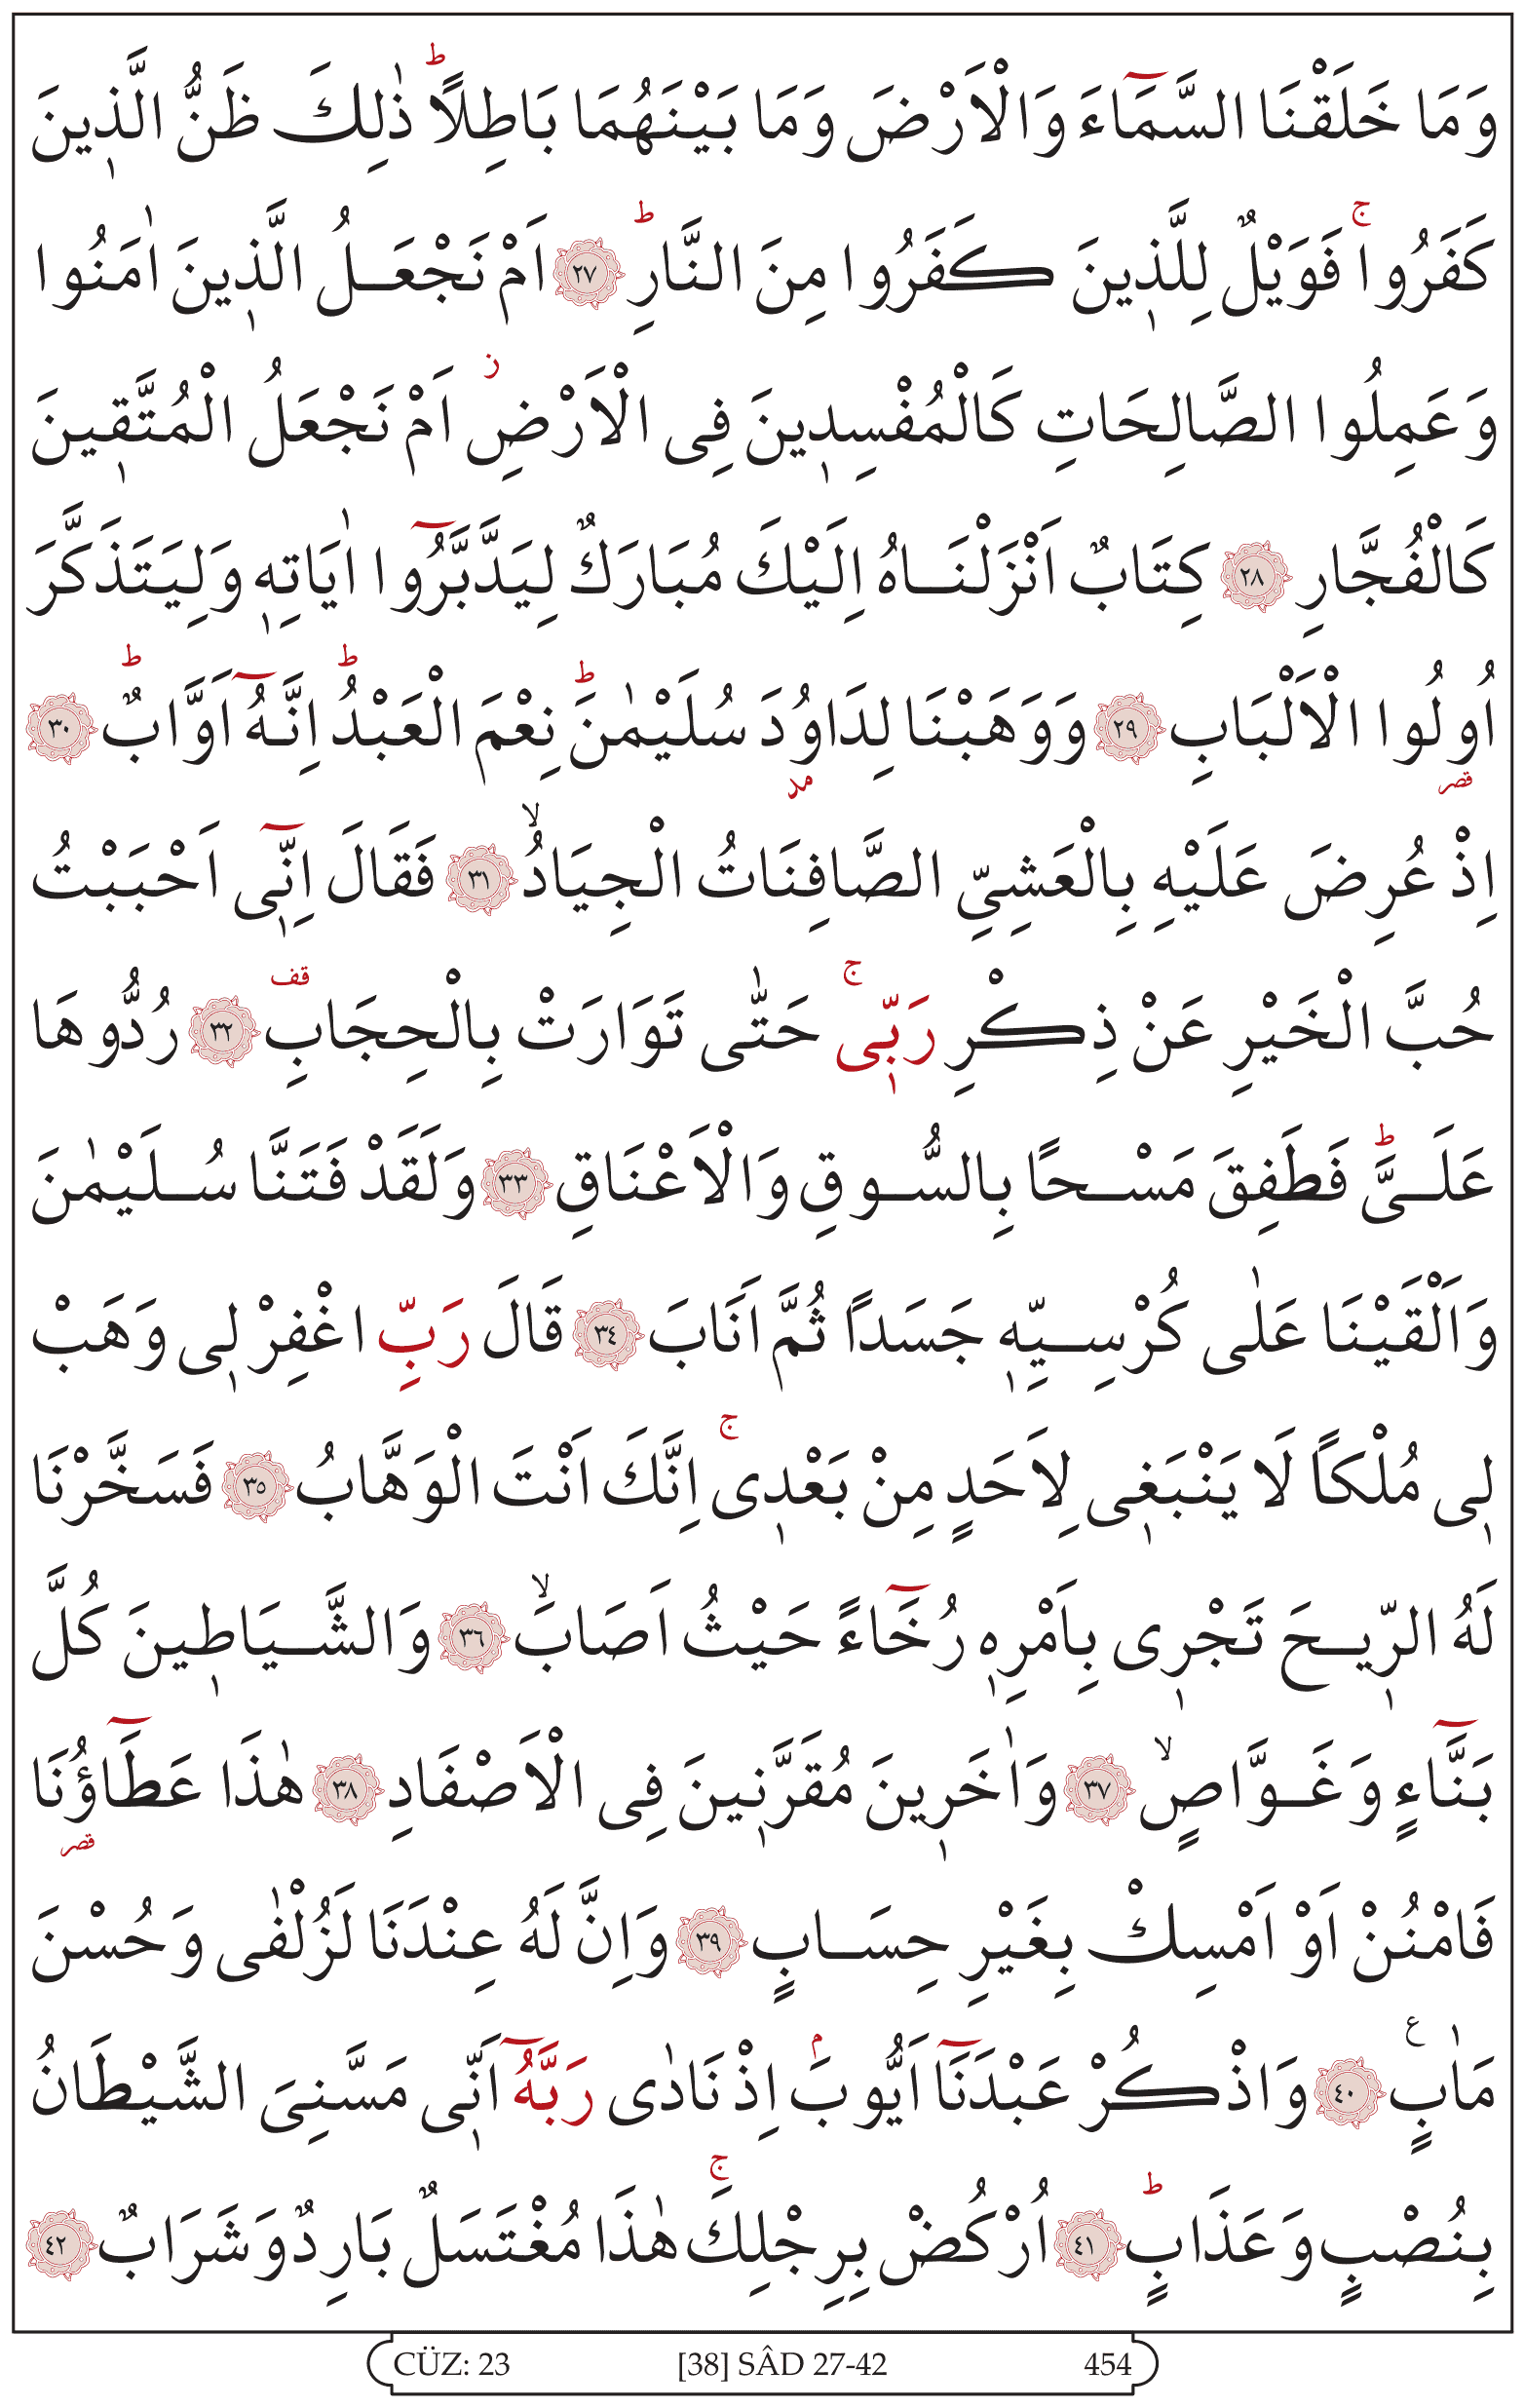 وَمَا خَلَقْنَا السَّمَٓاءَ وَالْاَرْضَ وَمَا بَيْنَهُمَا بَاطِلًاۜ ذٰلِكَ ظَنُّ الَّذ۪ينَ
كَفَرُواۚ فَوَيْلٌ لِلَّذ۪ينَ كَفَرُوا مِنَ النَّارِۜ ﴿٢٧﴾ اَمْ نَجْعَلُ الَّذ۪ينَ اٰمَنُوا
وَعَمِلُوا الصَّالِحَاتِ كَالْمُفْسِد۪ينَ فِى الْاَرْضِۘ اَمْ نَجْعَلُ الْمُتَّق۪ينَ
كَالْفُجَّارِ ﴿٢٨﴾ كِتَابٌ اَنْزَلْنَاهُ اِلَيْكَ مُبَارَكٌ لِيَدَّبَّرُٓوا اٰيَاتِه۪ وَلِيَتَذَكَّرَ
اُولُوا الْاَلْبَابِ ﴿٢٩﴾ وَوَهَبْنَا لِدَاوُدَ سُلَيْمٰنَۜ نِعْمَ الْعَبْدُۜ اِنَّهُٓ اَوَّابٌۜ ﴿٣٠﴾
قصر مد
اِذْ عُرِضَ عَلَيْهِ بِالْعَشِىِّ الصَّافِنَاتُ الْجِيَادُۙ ﴿٣١﴾ فَقَالَ اِنّ۪ٓى اَحْبَبْتُ
حُبَّ الْخَيْرِ عَنْ ذِكْرِ رَبّ۪ىۚ حَتّٰى تَوَارَتْ بِالْحِجَابِ۠ قف ﴿٣٢﴾ رُدُّوهَا
عَلَىَّۜ فَطَفِقَ مَسْحًا بِالسُّوقِ وَالْاَعْنَاقِ ﴿٣٣﴾ وَلَقَدْ فَتَنَّا سُلَيْمٰنَ
وَاَلْقَيْنَا عَلٰى كُرْسِيِّه۪ جَسَدًا ثُمَّ اَنَابَ ﴿٣٤﴾ قَالَ رَبِّ اغْفِرْ ل۪ى وَهَبْ
ل۪ى مُلْكًا لَا يَنْبَغ۪ى لِاَحَدٍ مِنْ بَعْد۪ىۚ اِنَّكَ اَنْتَ الْوَهَّابُ ﴿٣٥﴾ فَسَخَّرْنَا
لَهُ الرّ۪يحَ تَجْر۪ى بِاَمْرِه۪ رُخَٓاءً حَيْثُ اَصَابَۙ ﴿٣٦﴾ وَالشَّيَاط۪ينَ كُلَّ
بَنَّٓاءٍ وَغَوَّاصٍۙ ﴿٣٧﴾ وَاٰخَر۪ينَ مُقَرَّن۪ينَ فِى الْاَصْفَادِ ﴿٣٨﴾ هٰذَا عَطَٓاؤُنَا
قصر
فَامْنُنْ اَوْ اَمْسِكْ بِغَيْرِ حِسَابٍ ﴿٣٩﴾ وَاِنَّ لَهُ عِنْدَنَا لَزُلْفٰى وَحُسْنَ
مَاٰبٍ ع ﴿٤٠﴾ وَاذْكُرْ عَبْدَنَٓا اَيُّوبَۢ اِذْ نَادٰى رَبَّهُٓ اَنّ۪ى مَسَّنِىَ الشَّيْطَانُ
بِنُصْبٍ وَعَذَابٍۜ ﴿٤١﴾ اُرْكُضْ بِرِجْلِكَۚ هٰذَا مُغْتَسَلٌ بَارِدٌ وَشَرَابٌ ﴿٤٢﴾
CÜZ: 23 [38] SÂD 27-42 454